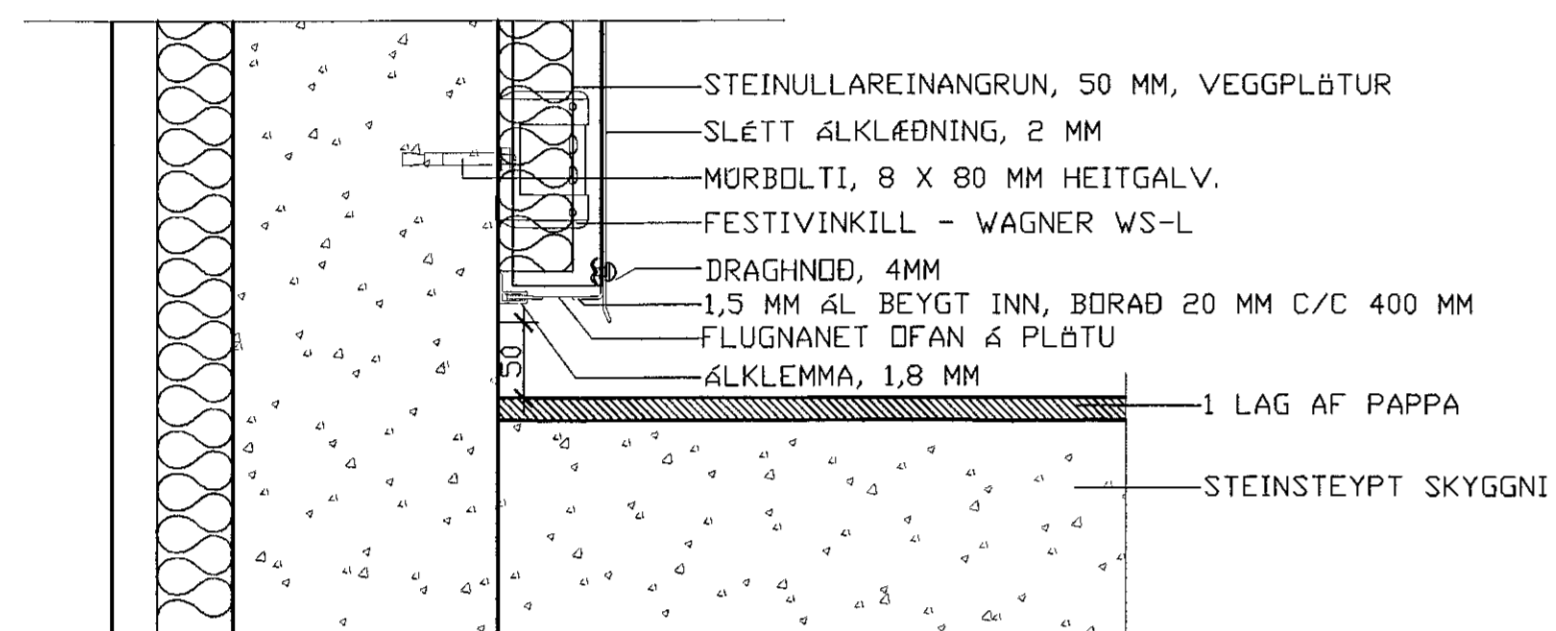 STEINULLAREINANGRUN, 50 MM, VEGGPLÖTUR
SLÉTT ÁLKLÆÐNING, 2 MM
MÚRBOLTI, 8 X 80 MM HEITGALV.
FESTIVINKILL - WAGNER WS-L
DRAGHNOÐ, 4MM
1,5 MM ÁL BEYGT INN, BORAÐ 20 MM C/C 400 MM
FLUGNANET OFAN Á PLÖTU
ÁLKLEMMA, 1,8 MM
50
1 LAG AF PAPPA
STEINSTEYPT SKYGGNI